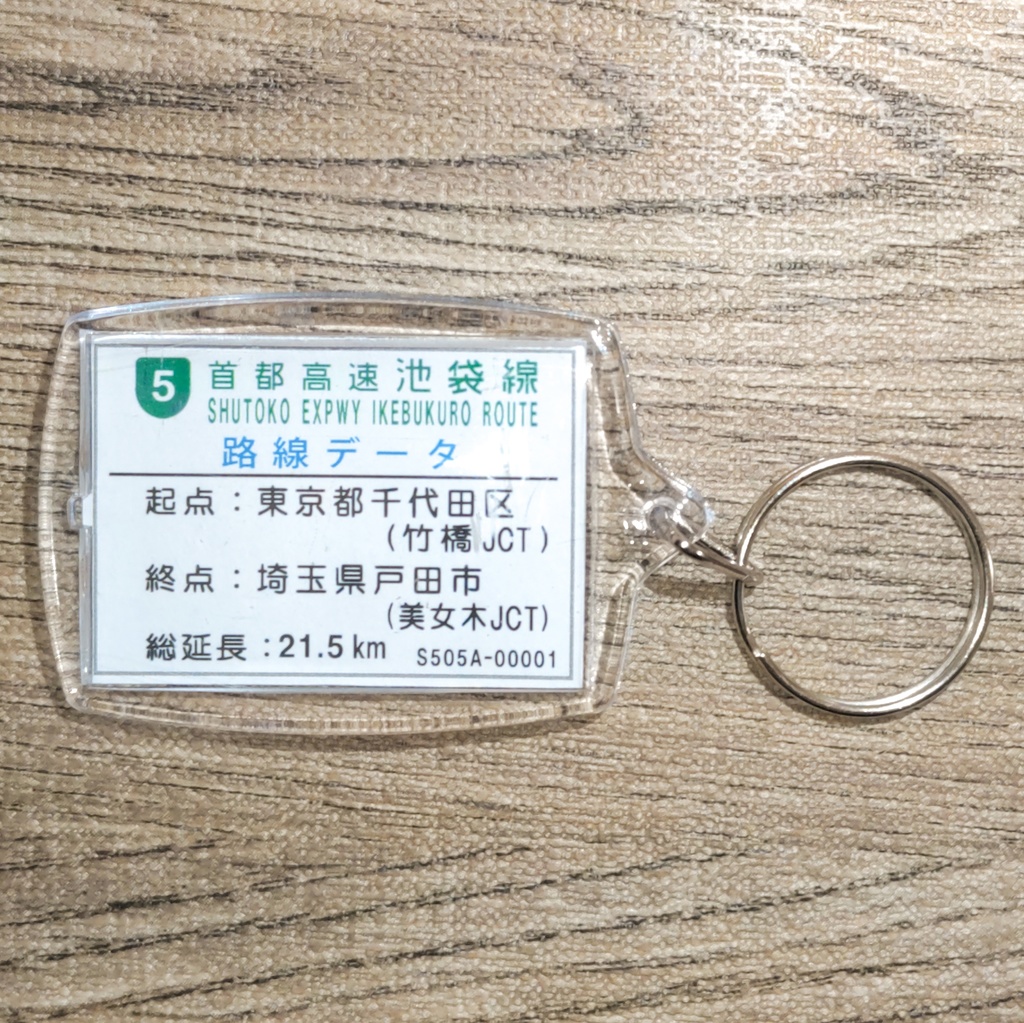 5 首都高速池袋線
SHUTOKO EXPWY IKEBUKURO ROUTE
路線データ
起点：東京都千代田区
(竹橋JCT)
終点：埼玉県戸田市
(美女木JCT)
総延長：21.5km
S505A-00001